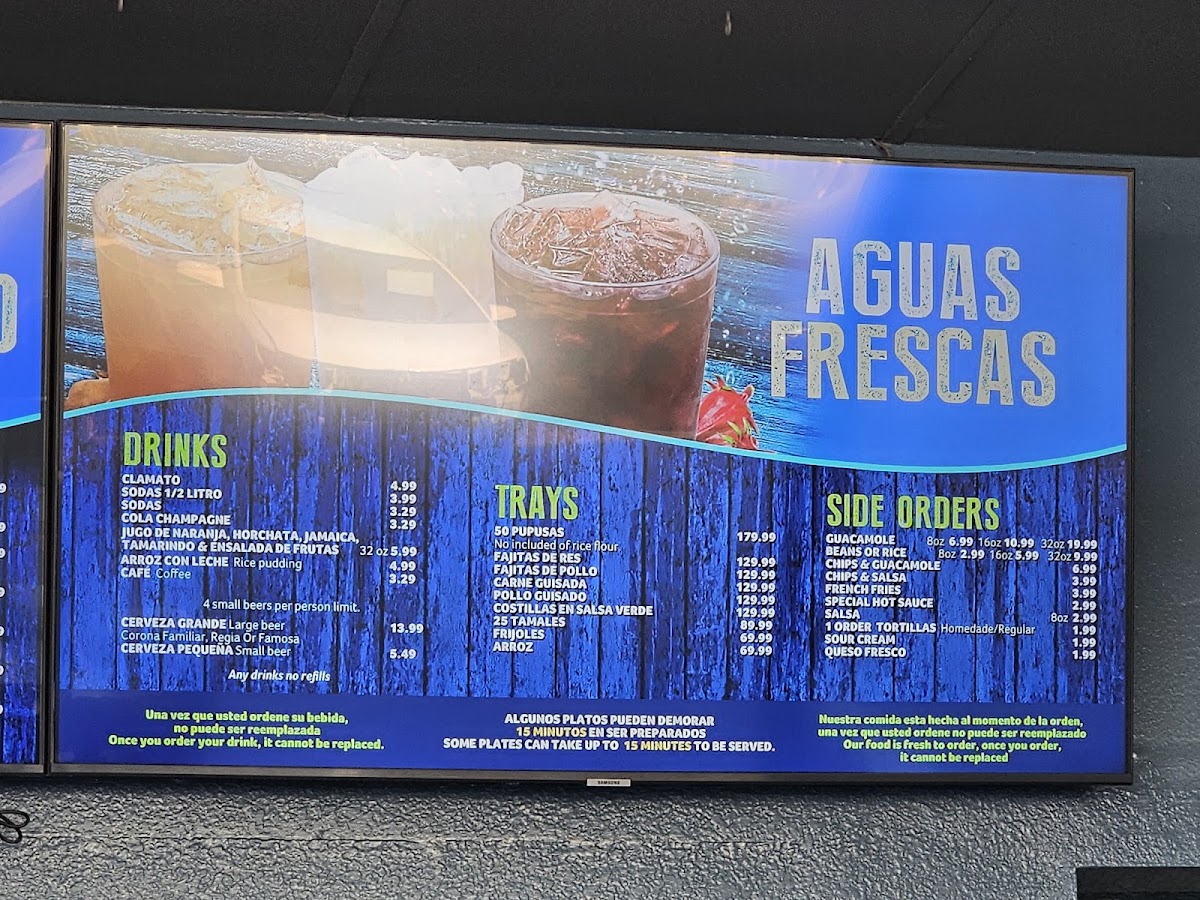 AGUAS
FRESCAS
DRINKS
CLAMATO 4.99
SODAS 1/2 LITRO 3.99
SODAS 3.29
COLA CHAMPAGNE 3.29
JUGO DE NARANJA, HORCHATA, JAMAICA,
TAMARINDO & ENSALADA DE FRUTAS 32 oz 5.99
ARROZ CON LECHE Rice pudding 4.99
CAFÉ Coffee 3.29
4 small beers per person limit.
CERVEZA GRANDE Large beer 13.99
Corona Familiar, Regia Or Famosa
CERVEZA PEQUEÑA Small beer 5.49
Any drinks no refills
TRAYS
50 PUPUSAS 179.99
No included of rice flour,
FAJITAS DE RES 129.99
FAJITAS DE POLLO 129.99
CARNE GUISADA 129.99
POLLO GUISADO 129.99
COSTILLAS EN SALSA VERDE 129.99
25 TAMALES 89.99
FRIJOLES 69.99
ARROZ 69.99
SIDE ORDERS
GUACAMOLE 8oz 6.99 16oz 10.99 32oz 19.99
BEANS OR RICE 8oz 2.99 16oz 5.99 32oz 9.99
CHIPS & GUACAMOLE 6.99
CHIPS & SALSA 3.99
FRENCH FRIES 3.99
SPECIAL HOT SAUCE 2.99
SALSA 8oz 2.99
1 ORDER TORTILLAS Homedade/Regular 1.99
SOUR CREAM 1.99
QUESO FRESCO 1.99
Una vez que usted ordene su bebida,
no puede ser reemplazada
Once you order your drink, it cannot be replaced.
ALGUNOS PLATOS PUEDEN DEMORAR
15 MINUTOS EN SER PREPARADOS
SOME PLATES CAN TAKE UP TO 15 MINUTES TO BE SERVED.
Nuestra comida esta hecha al momento de la orden,
una vez que usted ordene no puede ser reemplazado
Our food is fresh to order, once you order,
it cannot be replaced
SAMSUNG